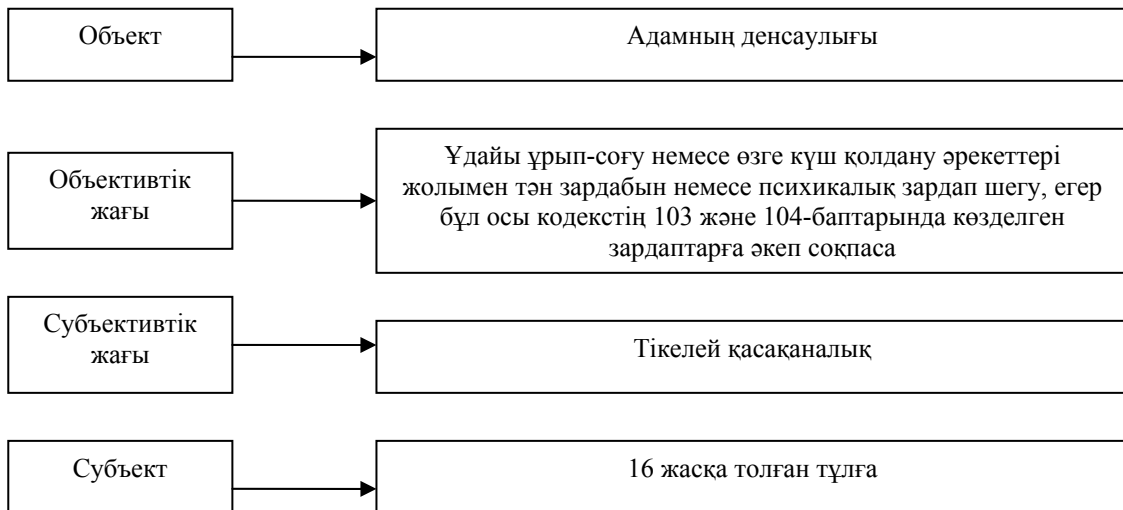 Объект
Адамның денсаулығы
Объективтік
жағы
Ұдайы ұрып-соғу немесе өзге күш қолдану әрекеттері
жолымен тән зардабын немесе психикалық зардап шегу, егер
бұл осы кодекстің 103 және 104-баптарында көзделген
зардаптарға әкеп соқпаса
Субъективтік
жағы
Тікелей қасақаналық
Субъект
16 жасқа толған тұлға